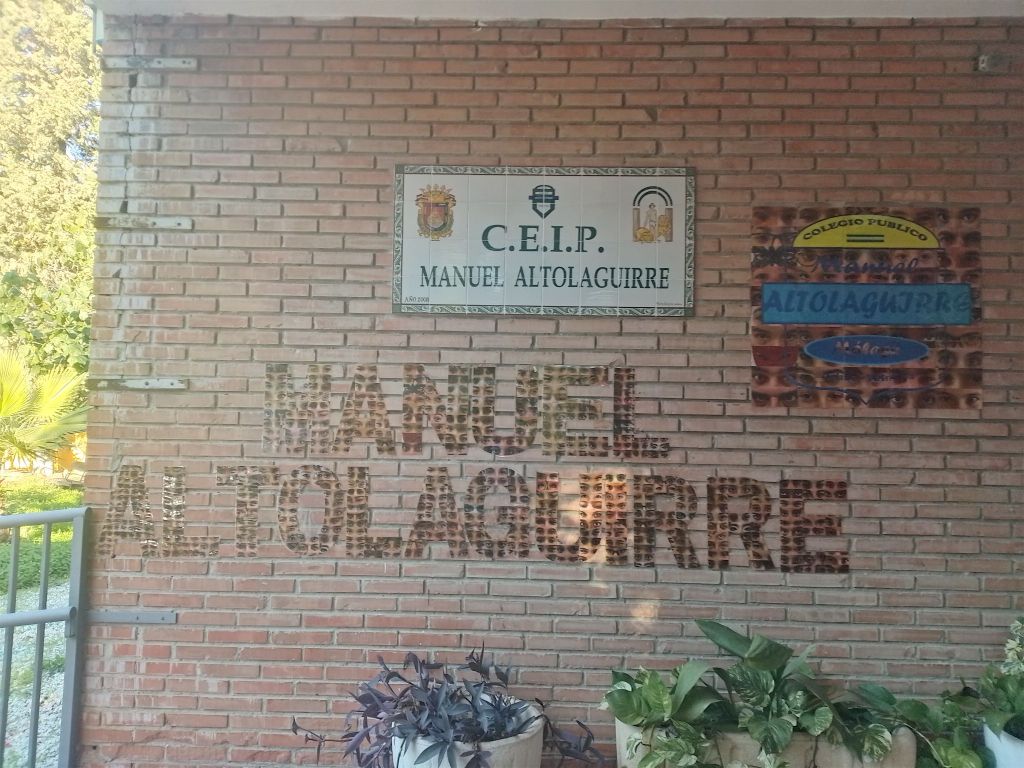 C.E.I.P.
MANUEL ALTOLAGUIRRE
AÑO 2008
COLEGIO PUBLICO
Manuel
ALTOLAGUIRRE
Málaga
MANUEL
ALTOLAGUIRRE